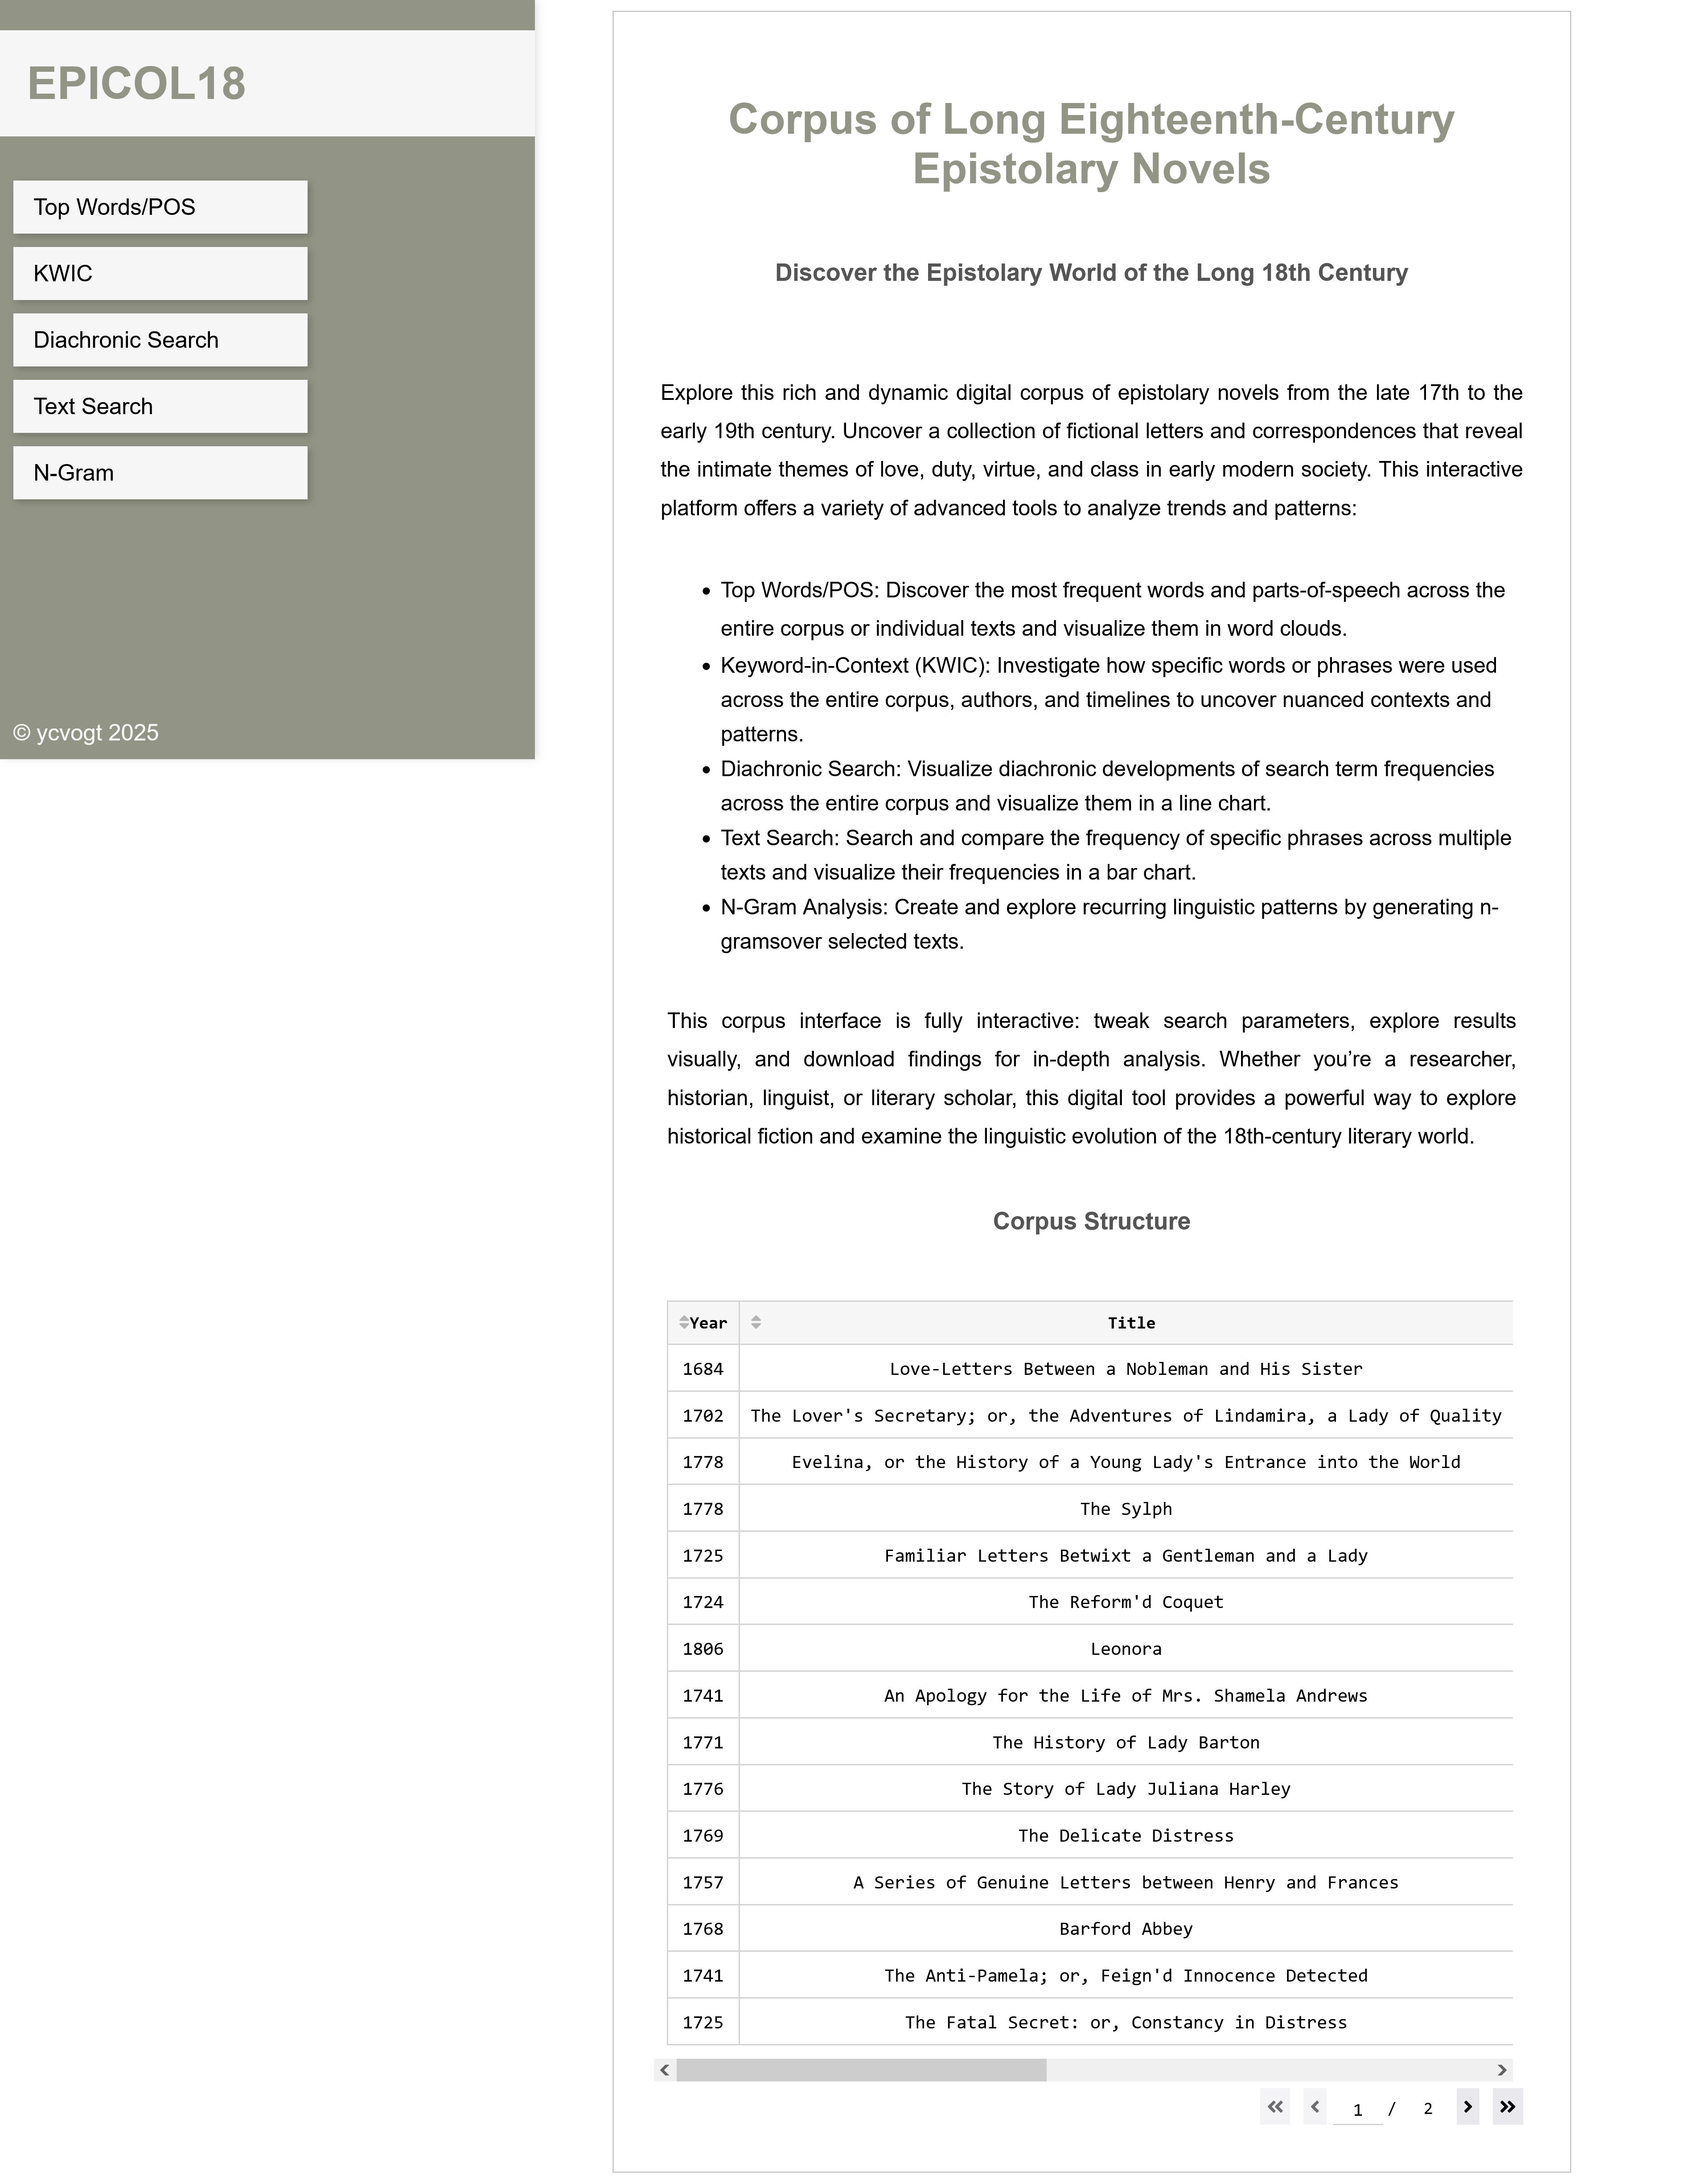 EPICOL18
Top Words/POS
KWIC
Diachronic Search
Text Search
N-Gram
© ycvogt 2025
Corpus of Long Eighteenth-Century
Epistolary Novels
Discover the Epistolary World of the Long 18th Century
Explore this rich and dynamic digital corpus of epistolary novels from the late 17th to the
early 19th century. Uncover a collection of fictional letters and correspondences that reveal
the intimate themes of love, duty, virtue, and class in early modern society. This interactive
platform offers a variety of advanced tools to analyze trends and patterns:
• Top Words/POS: Discover the most frequent words and parts-of-speech across the
entire corpus or individual texts and visualize them in word clouds.
• Keyword-in-Context (KWIC): Investigate how specific words or phrases were used
across the entire corpus, authors, and timelines to uncover nuanced contexts and
patterns.
• Diachronic Search: Visualize diachronic developments of search term frequencies
across the entire corpus and visualize them in a line chart.
• Text Search: Search and compare the frequency of specific phrases across multiple
texts and visualize their frequencies in a bar chart.
• N-Gram Analysis: Create and explore recurring linguistic patterns by generating n-
gramsover selected texts.
This corpus interface is fully interactive: tweak search parameters, explore results
visually, and download findings for in-depth analysis. Whether you’re a researcher,
historian, linguist, or literary scholar, this digital tool provides a powerful way to explore
historical fiction and examine the linguistic evolution of the 18th-century literary world.
Corpus Structure
Year Title
1684 Love-Letters Between a Nobleman and His Sister
1702 The Lover's Secretary; or, the Adventures of Lindamira, a Lady of Quality
1778 Evelina, or the History of a Young Lady's Entrance into the World
1778 The Sylph
1725 Familiar Letters Betwixt a Gentleman and a Lady
1724 The Reform'd Coquet
1806 Leonora
1741 An Apology for the Life of Mrs. Shamela Andrews
1771 The History of Lady Barton
1776 The Story of Lady Juliana Harley
1769 The Delicate Distress
1757 A Series of Genuine Letters between Henry and Frances
1768 Barford Abbey
1741 The Anti-Pamela; or, Feign'd Innocence Detected
1725 The Fatal Secret: or, Constancy in Distress
1 / 2